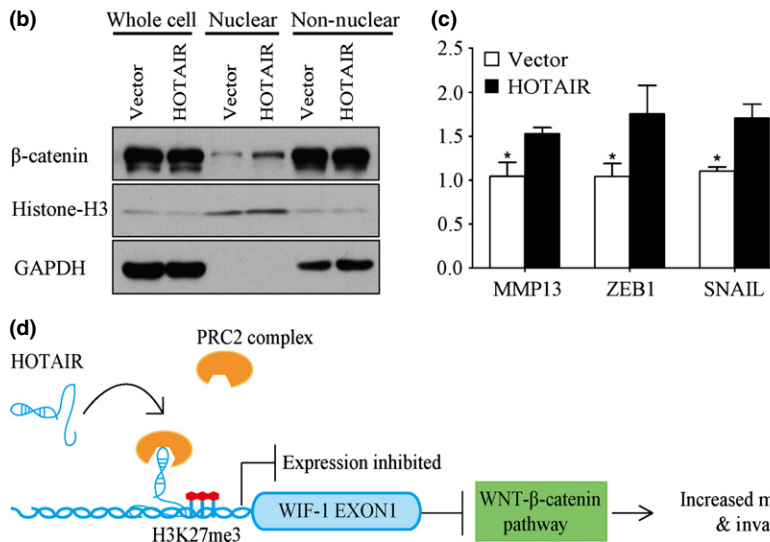 (b)
Whole cell Nuclear Non-nuclear
Vector HOTAIR Vector HOTAIR Vector HOTAIR
β-catenin
Histone-H3
GAPDH
(c)
Vector
HOTAIR
2.5
2.0
1.5
1.0
0.5
0.0
* * *
MMP13 ZEB1 SNAIL
(d)
PRC2 complex
HOTAIR
Expression inhibited
WIF-1 EXON1
H3K27me3
WNT-β-catenin
pathway
Increased m
& inva